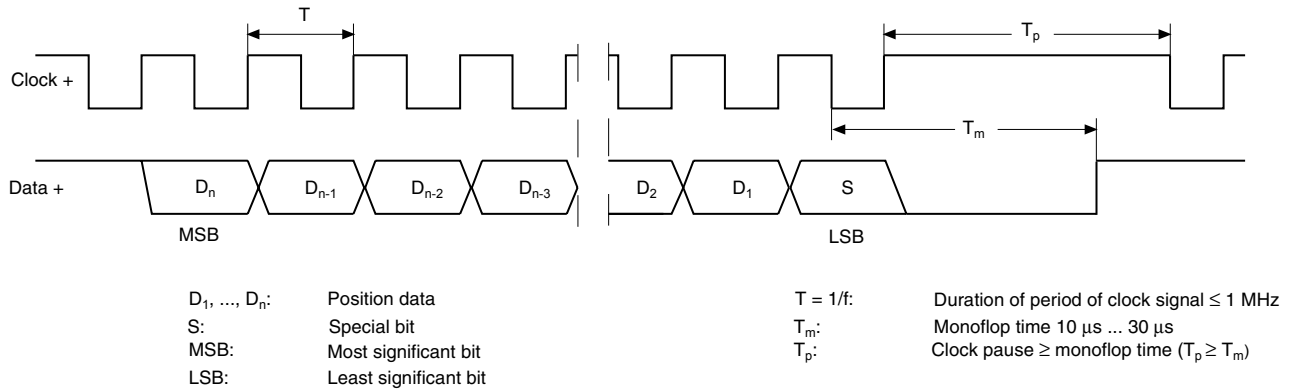 T
Tp
Clock +
Tm
Data +
Dn
Dn-1
Dn-2
Dn-3
D2
D1
S
MSB
LSB
D1, ..., Dn: Position data
S: Special bit
MSB: Most significant bit
LSB: Least significant bit
T = 1/f: Duration of period of clock signal ≤ 1 MHz
Tm: Monoflop time 10 μs ... 30 μs
Tp: Clock pause ≥ monoflop time (Tp ≥ Tm)